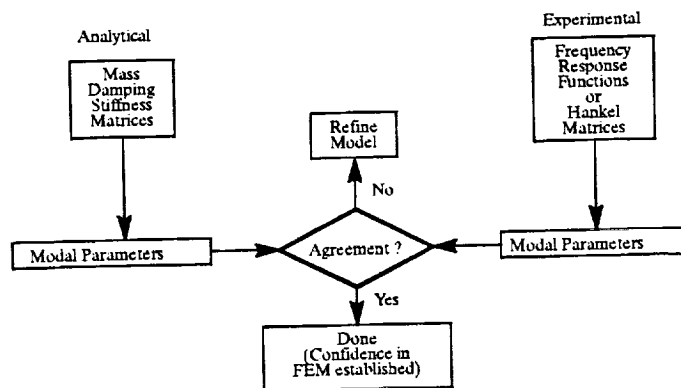 Analytical
Mass
Damping
Stiffness
Matrices
Modal Parameters
Experimental
Frequency
Response
Functions
or
Hankel
Matrices
Modal Parameters
Refine
Model
No
Agreement ?
Yes
Done
(Confidence in
FEM established)